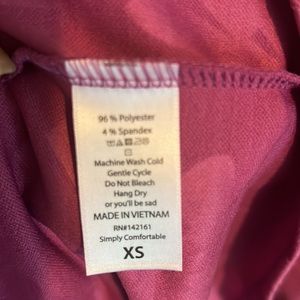 96 % Polyester
4 % Spandex
Machine Wash Cold
Gentle Cycle
Do Not Bleach
Hang Dry
or you'll be sad
MADE IN VIETNAM
RN#142161
Simply Comfortable
XS